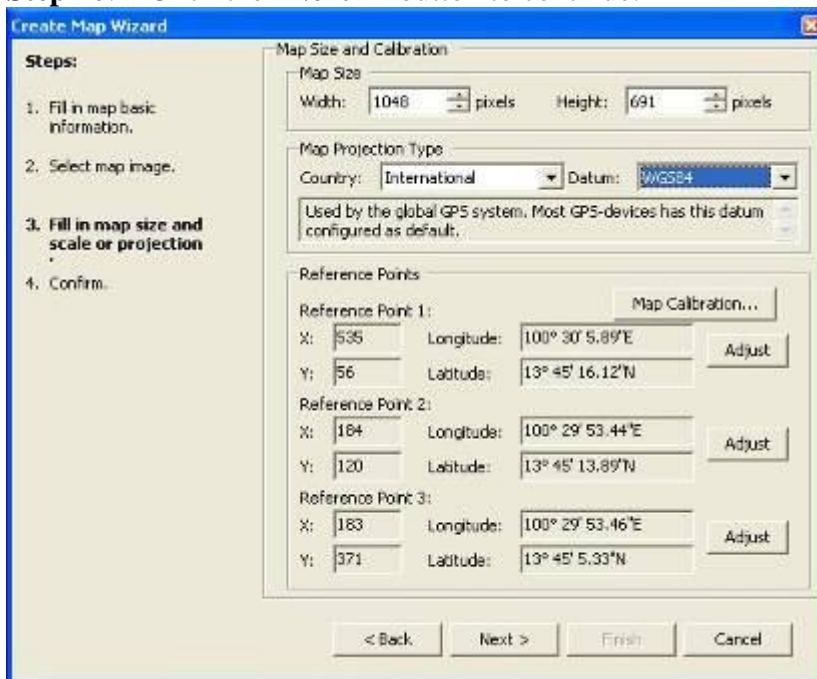 Create Map Wizard
Steps:
1. Fill in map basic
information.
2. Select map image.
3. Fill in map size and
scale or projection
.
4. Confirm.
Map Size and Calibration
Map Size
Width: 1048 pixels Height: 691 pixels
Map Projection Type
Country: International Datum: WGS84
Used by the global GPS system. Most GPS-devices has this datum
configured as default.
Reference Points
Map Calibration...
Reference Point 1:
X: 535 Longitude: 100° 30' 5.89"E
Y: 56 Latitude: 13° 45' 16.12"N
Adjust
Reference Point 2:
X: 184 Longitude: 100° 29' 53.44"E
Y: 120 Latitude: 13° 45' 13.89"N
Adjust
Reference Point 3:
X: 183 Longitude: 100° 29' 53.46"E
Y: 371 Latitude: 13° 45' 5.33"N
Adjust
< Back Next > Finish Cancel